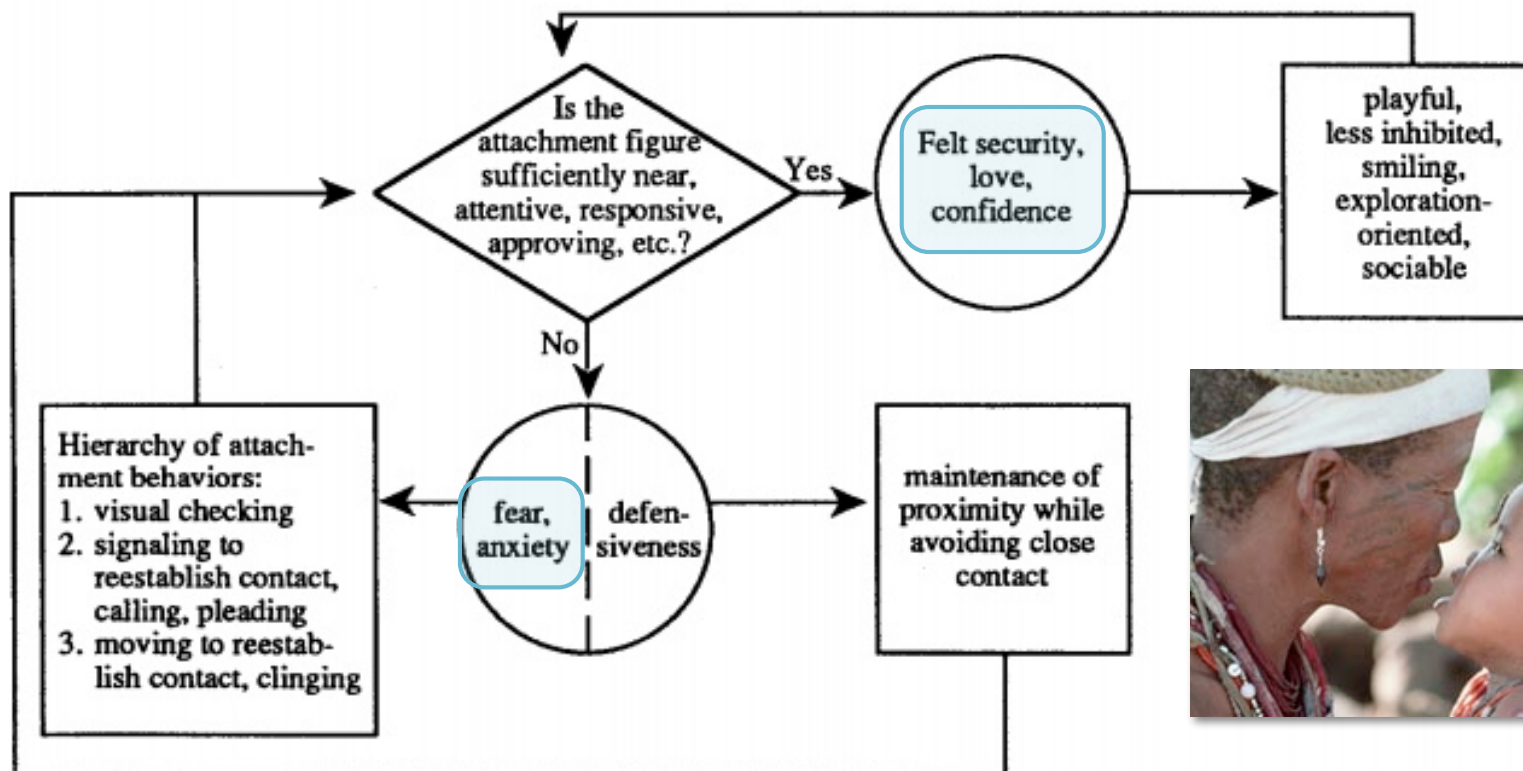 Is the
attachment figure
sufficiently near,
attentive, responsive,
approving, etc.?
Yes
Felt security,
love,
confidence
playful,
less inhibited,
smiling,
exploration-
oriented,
sociable
No
Hierarchy of attach-
ment behaviors:
1. visual checking
2. signaling to
reestablish contact,
calling, pleading
3. moving to reestab-
lish contact, clinging
fear,
anxiety
defen-
siveness
maintenance of
proximity while
avoiding close
contact